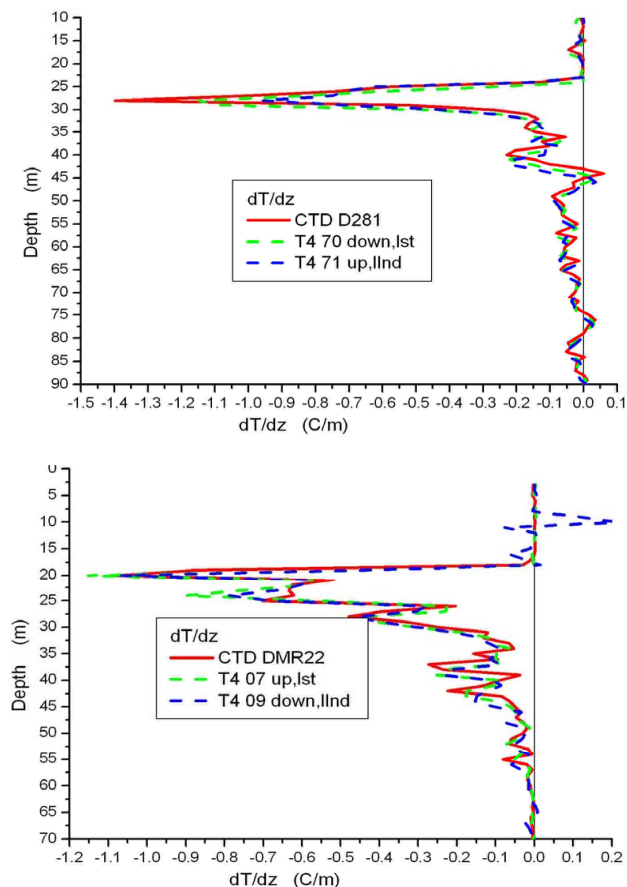 10
15
20
25
30
35
40
45
50
55
60
65
70
75
80
85
90
Depth (m)
dT/dz
CTD D281
T4 70 down,Ist
T4 71 up,IInd
-1.5 -1.4 -1.3 -1.2 -1.1 -1.0 -0.9 -0.8 -0.7 -0.6 -0.5 -0.4 -0.3 -0.2 -0.1 0.0 0.1
dT/dz (C/m)
0
5
10
15
20
25
30
35
40
45
50
55
60
65
70
Depth (m)
dT/dz
CTD DMR22
T4 07 up,Ist
T4 09 down,IInd
-1.2 -1.1 -1.0 -0.9 -0.8 -0.7 -0.6 -0.5 -0.4 -0.3 -0.2 -0.1 0.0 0.1 0.2
dT/dz (C/m)